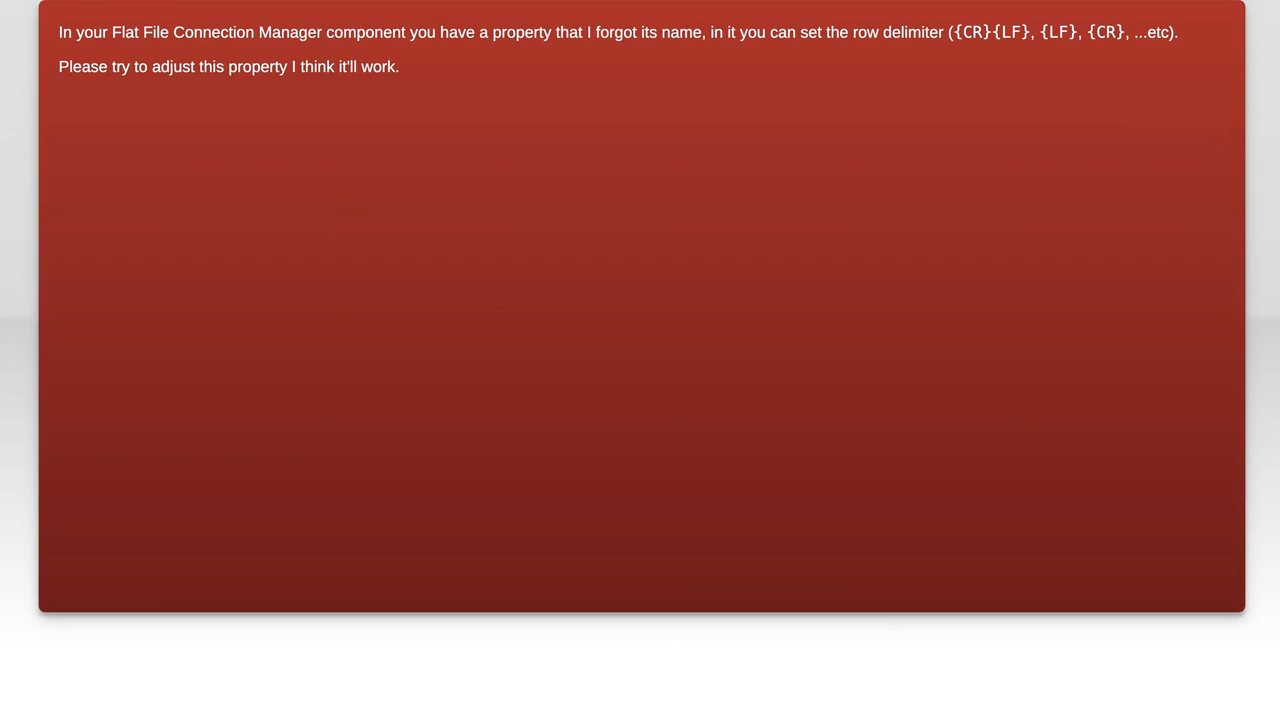 In your Flat File Connection Manager component you have a property that I forgot its name, in it you can set the row delimiter ({CR}{LF}, {LF}, {CR}, ...etc).
Please try to adjust this property I think it'll work.